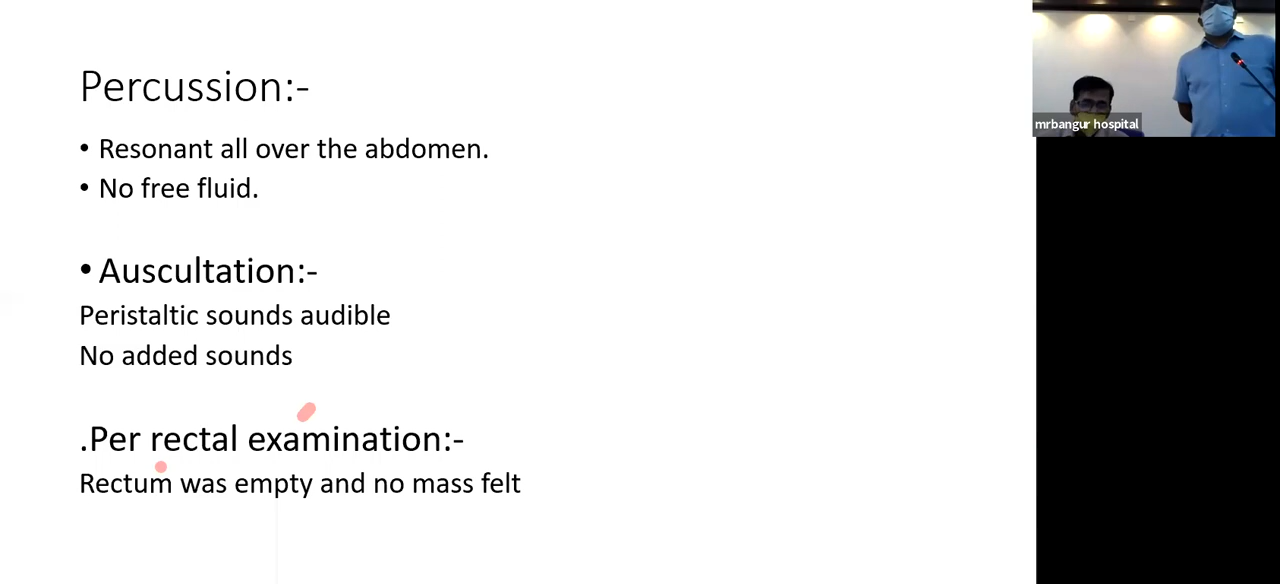 Percussion:-
• Resonant all over the abdomen.
• No free fluid.
• Auscultation:-
Peristaltic sounds audible
No added sounds
.Per rectal examination:-
Rectum was empty and no mass felt
mrbangur hospital